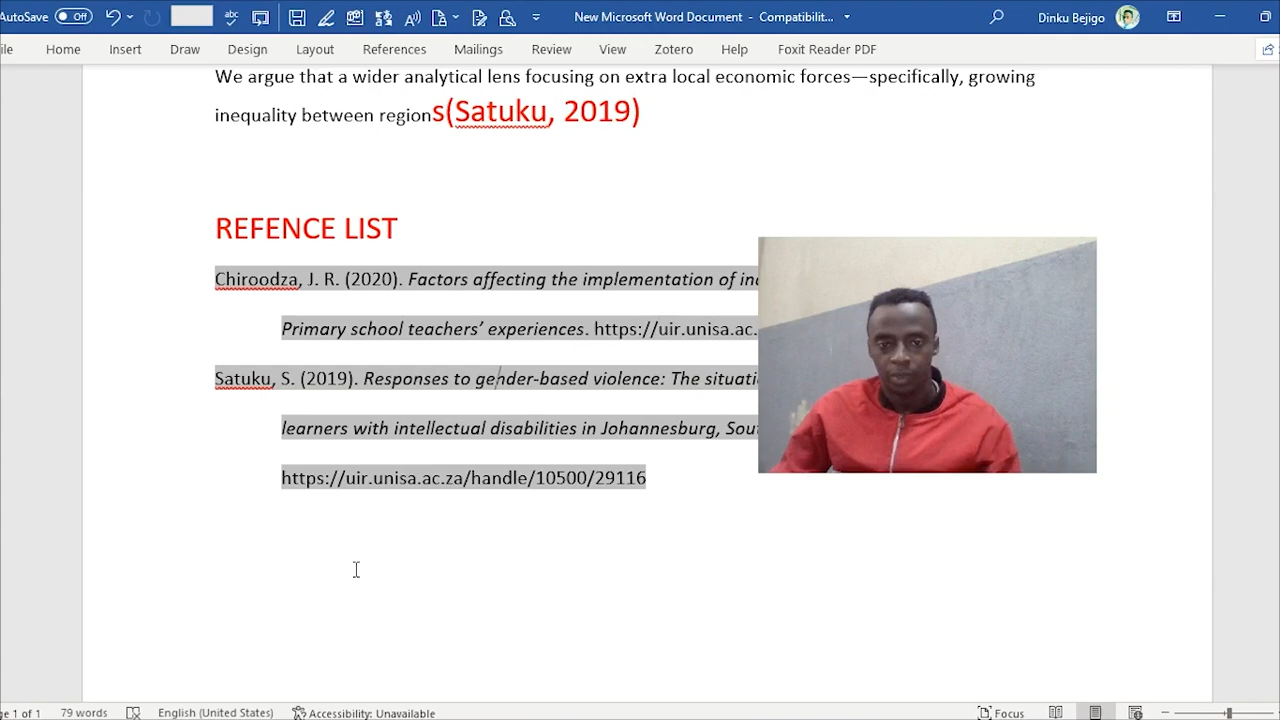 AutoSave Off New Microsoft Word Document - Compatibilit... Dinku Bejigo
Home Insert Draw Design Layout References Mailings Review View Zotero Help Foxit Reader PDF
We argue that a wider analytical lens focusing on extra local economic forces—specifically, growing
inequality between regions(Satuku, 2019)
REFENCE LIST
Chiroodza, J. R. (2020). Factors affecting the implementation of
Primary school teachers’ experiences. https://uir.unisa.ac.
Satuku, S. (2019). Responses to gender-based violence: The
learners with intellectual disabilities in Johannesburg,
https://uir.unisa.ac.za/handle/10500/29116
1 of 1 79 words English (United States) Accessibility: Unavailable Focus